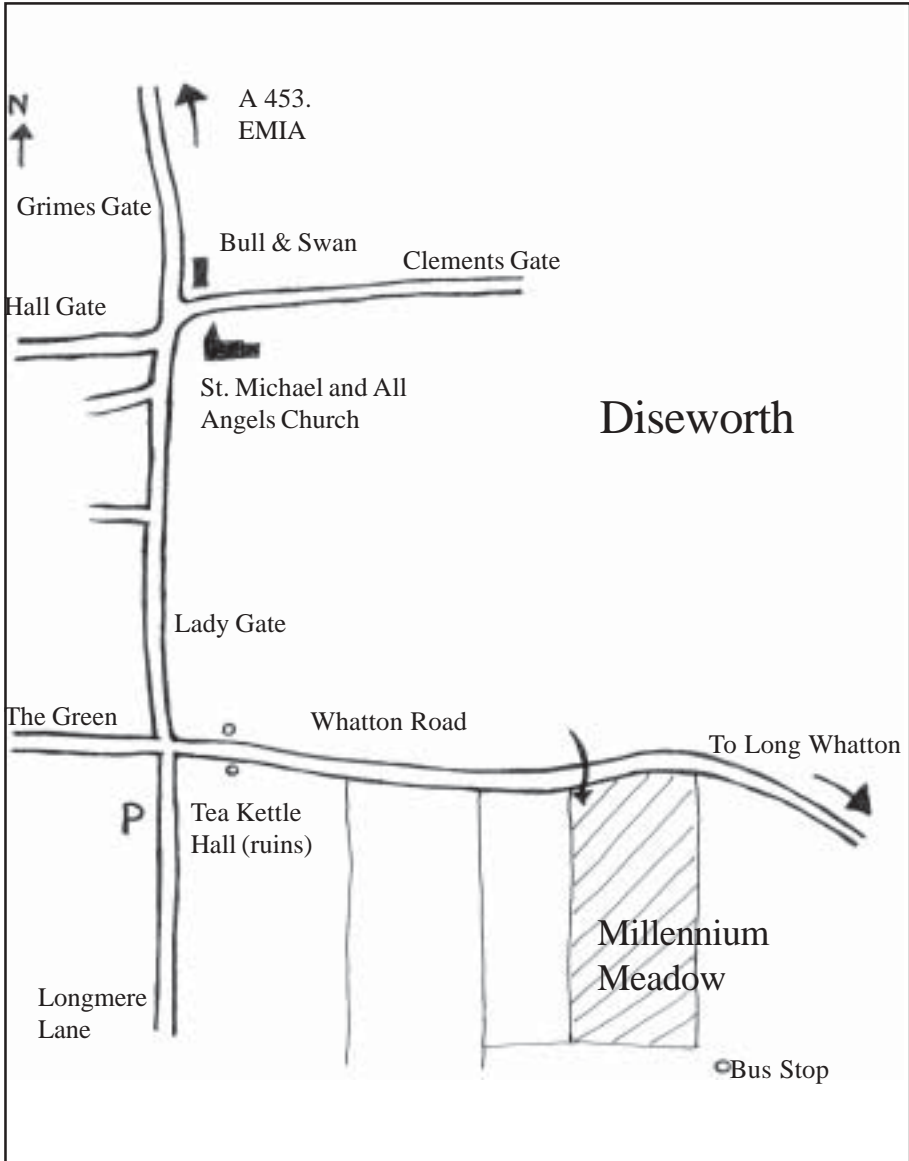 A 453.
EMIA
N
Grimes Gate
Bull & Swan
Clements Gate
Hall Gate
St. Michael and All
Angels Church
Diseworth
Lady Gate
The Green
Whatton Road
To Long Whatton
P
Tea Kettle
Hall (ruins)
Millennium
Meadow
Longmere
Lane
Bus Stop